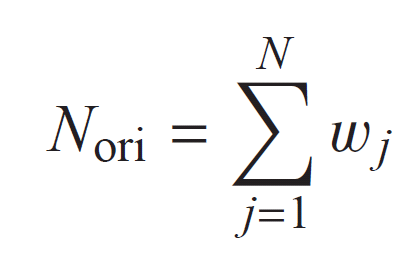 N_ori = \sum_{j=1}^{N} w_j